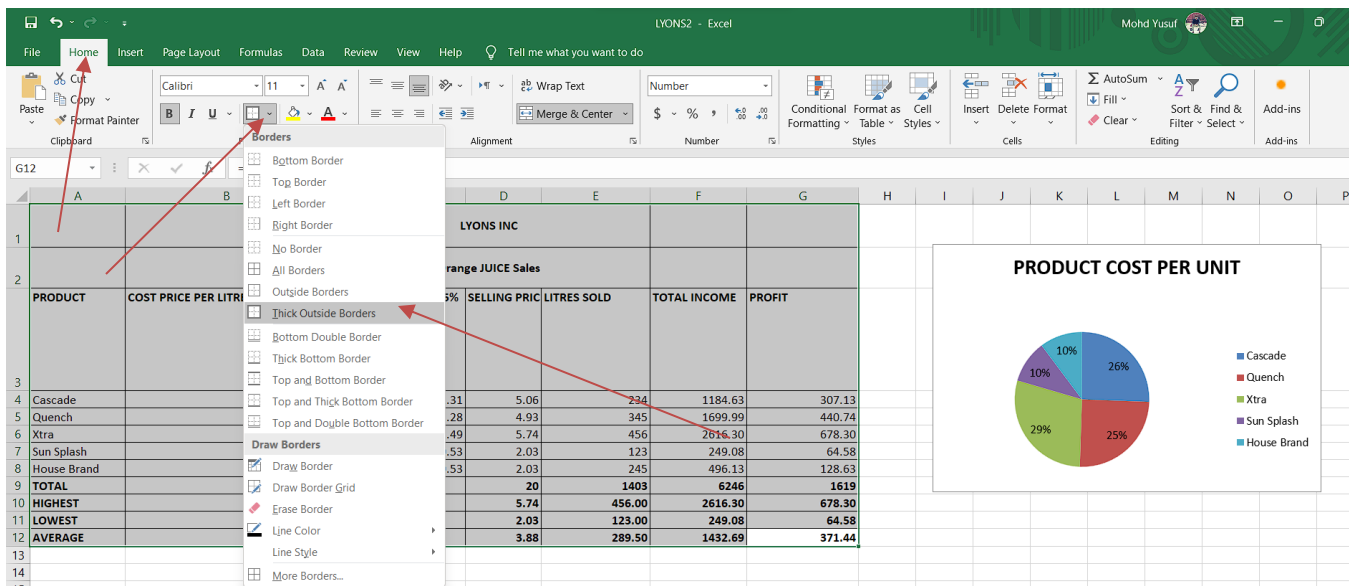 LYONS2 - Excel
Mohd Yusuf
File Home Insert Page Layout Formulas Data Review View Help Tell me what you want to do
Paste
Cut
Copy
Format Painter
Clipboard
Calibri 11
B I U
Wrap Text
Merge & Center
Alignment
Number
$ % ,
Number
Conditional Formatting
Format as Table
Cell Styles
Styles
Insert Delete Format
Cells
AutoSum
Fill
Clear
Sort & Filter
Find & Select
Editing
Add-ins
Add-ins
G12 fx =
Borders
Bottom Border
Top Border
Left Border
Right Border
No Border
All Borders
Outside Borders
Thick Outside Borders
Bottom Double Border
Thick Bottom Border
Top and Bottom Border
Top and Thick Bottom Border
Top and Double Bottom Border
Draw Borders
Draw Border
Draw Border Grid
Erase Border
Line Color
Line Style
More Borders...
A B D E F G H I J K L M N O P
1 LYONS INC
2 range JUICE Sales
3 PRODUCT COST PRICE PER LITRE 5% SELLING PRIC LITRES SOLD TOTAL INCOME PROFIT
4 Cascade .31 5.06 234 1184.63 307.13
5 Quench .28 4.93 345 1699.99 440.74
6 Xtra .49 5.74 456 2616.30 678.30
7 Sun Splash .53 2.03 123 249.08 64.58
8 House Brand .53 2.03 245 496.13 128.63
9 TOTAL 20 1403 6246 1619
10 HIGHEST 5.74 456.00 2616.30 678.30
11 LOWEST 2.03 123.00 249.08 64.58
12 AVERAGE 3.88 289.50 1432.69 371.44
13
14
PRODUCT COST PER UNIT
10%
26%
10%
29%
25%
Cascade
Quench
Xtra
Sun Splash
House Brand